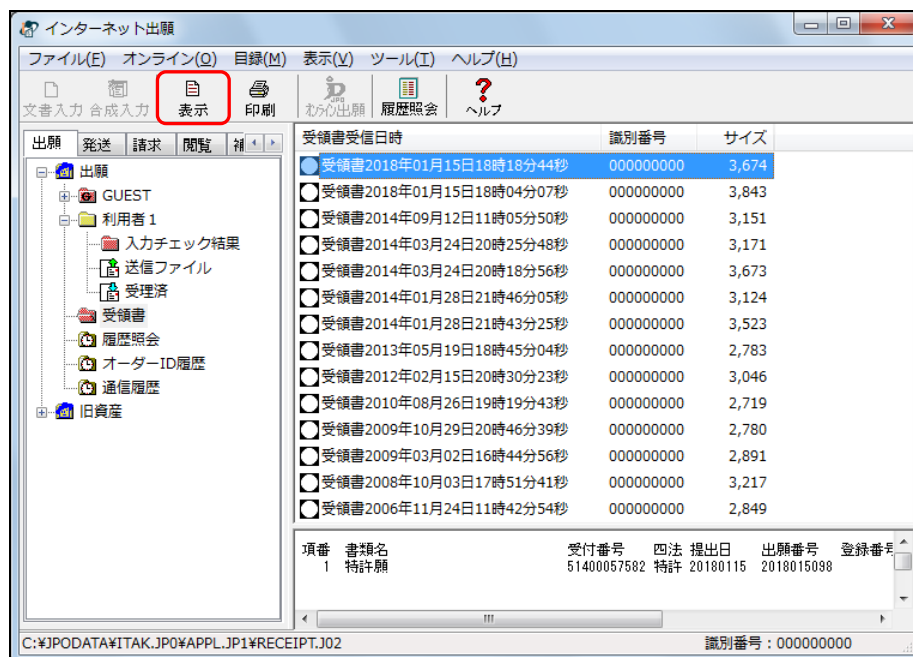 インターネット出願
ファイル(F) オンライン(O) 目録(M) 表示(V) ツール(T) ヘルプ(H)
文書入力 合成入力 表示 印刷 オンライン出願 履歴照会 ヘルプ
出願 発送 請求 閲覧 補
出願
GUEST
利用者1
入力チェック結果
送信ファイル
受理済
受領書
履歴照会
オーダーID履歴
通信履歴
旧資産
受領書受信日時 識別番号 サイズ
受領書2018年01月15日18時18分44秒 000000000 3,674
受領書2018年01月15日18時04分07秒 000000000 3,843
受領書2014年09月12日11時05分50秒 000000000 3,151
受領書2014年03月24日20時25分48秒 000000000 3,171
受領書2014年03月24日20時18分56秒 000000000 3,673
受領書2014年01月28日21時46分05秒 000000000 3,124
受領書2014年01月28日21時43分25秒 000000000 3,523
受領書2013年05月19日18時45分04秒 000000000 2,783
受領書2012年02月15日20時30分23秒 000000000 3,046
受領書2010年08月26日19時19分43秒 000000000 2,719
受領書2009年10月29日20時46分39秒 000000000 2,780
受領書2009年03月02日16時44分56秒 000000000 2,891
受領書2008年10月03日17時51分41秒 000000000 3,217
受領書2006年11月24日11時42分54秒 000000000 2,849
項番 書類名 受付番号 四法 提出日 出願番号 登録番号
1 特許願 51400057582 特許 20180115 2018015098
C:¥JPODATA¥ITAK.JP0¥APPL.JP1¥RECEIPT.J02 識別番号：000000000